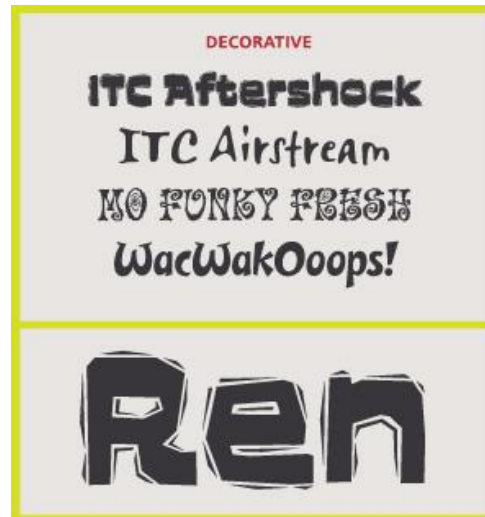 DECORATIVE
ITC Aftershock
ITC Airstream
MO FUNKY FRESH
WacWakOoops!
Ren